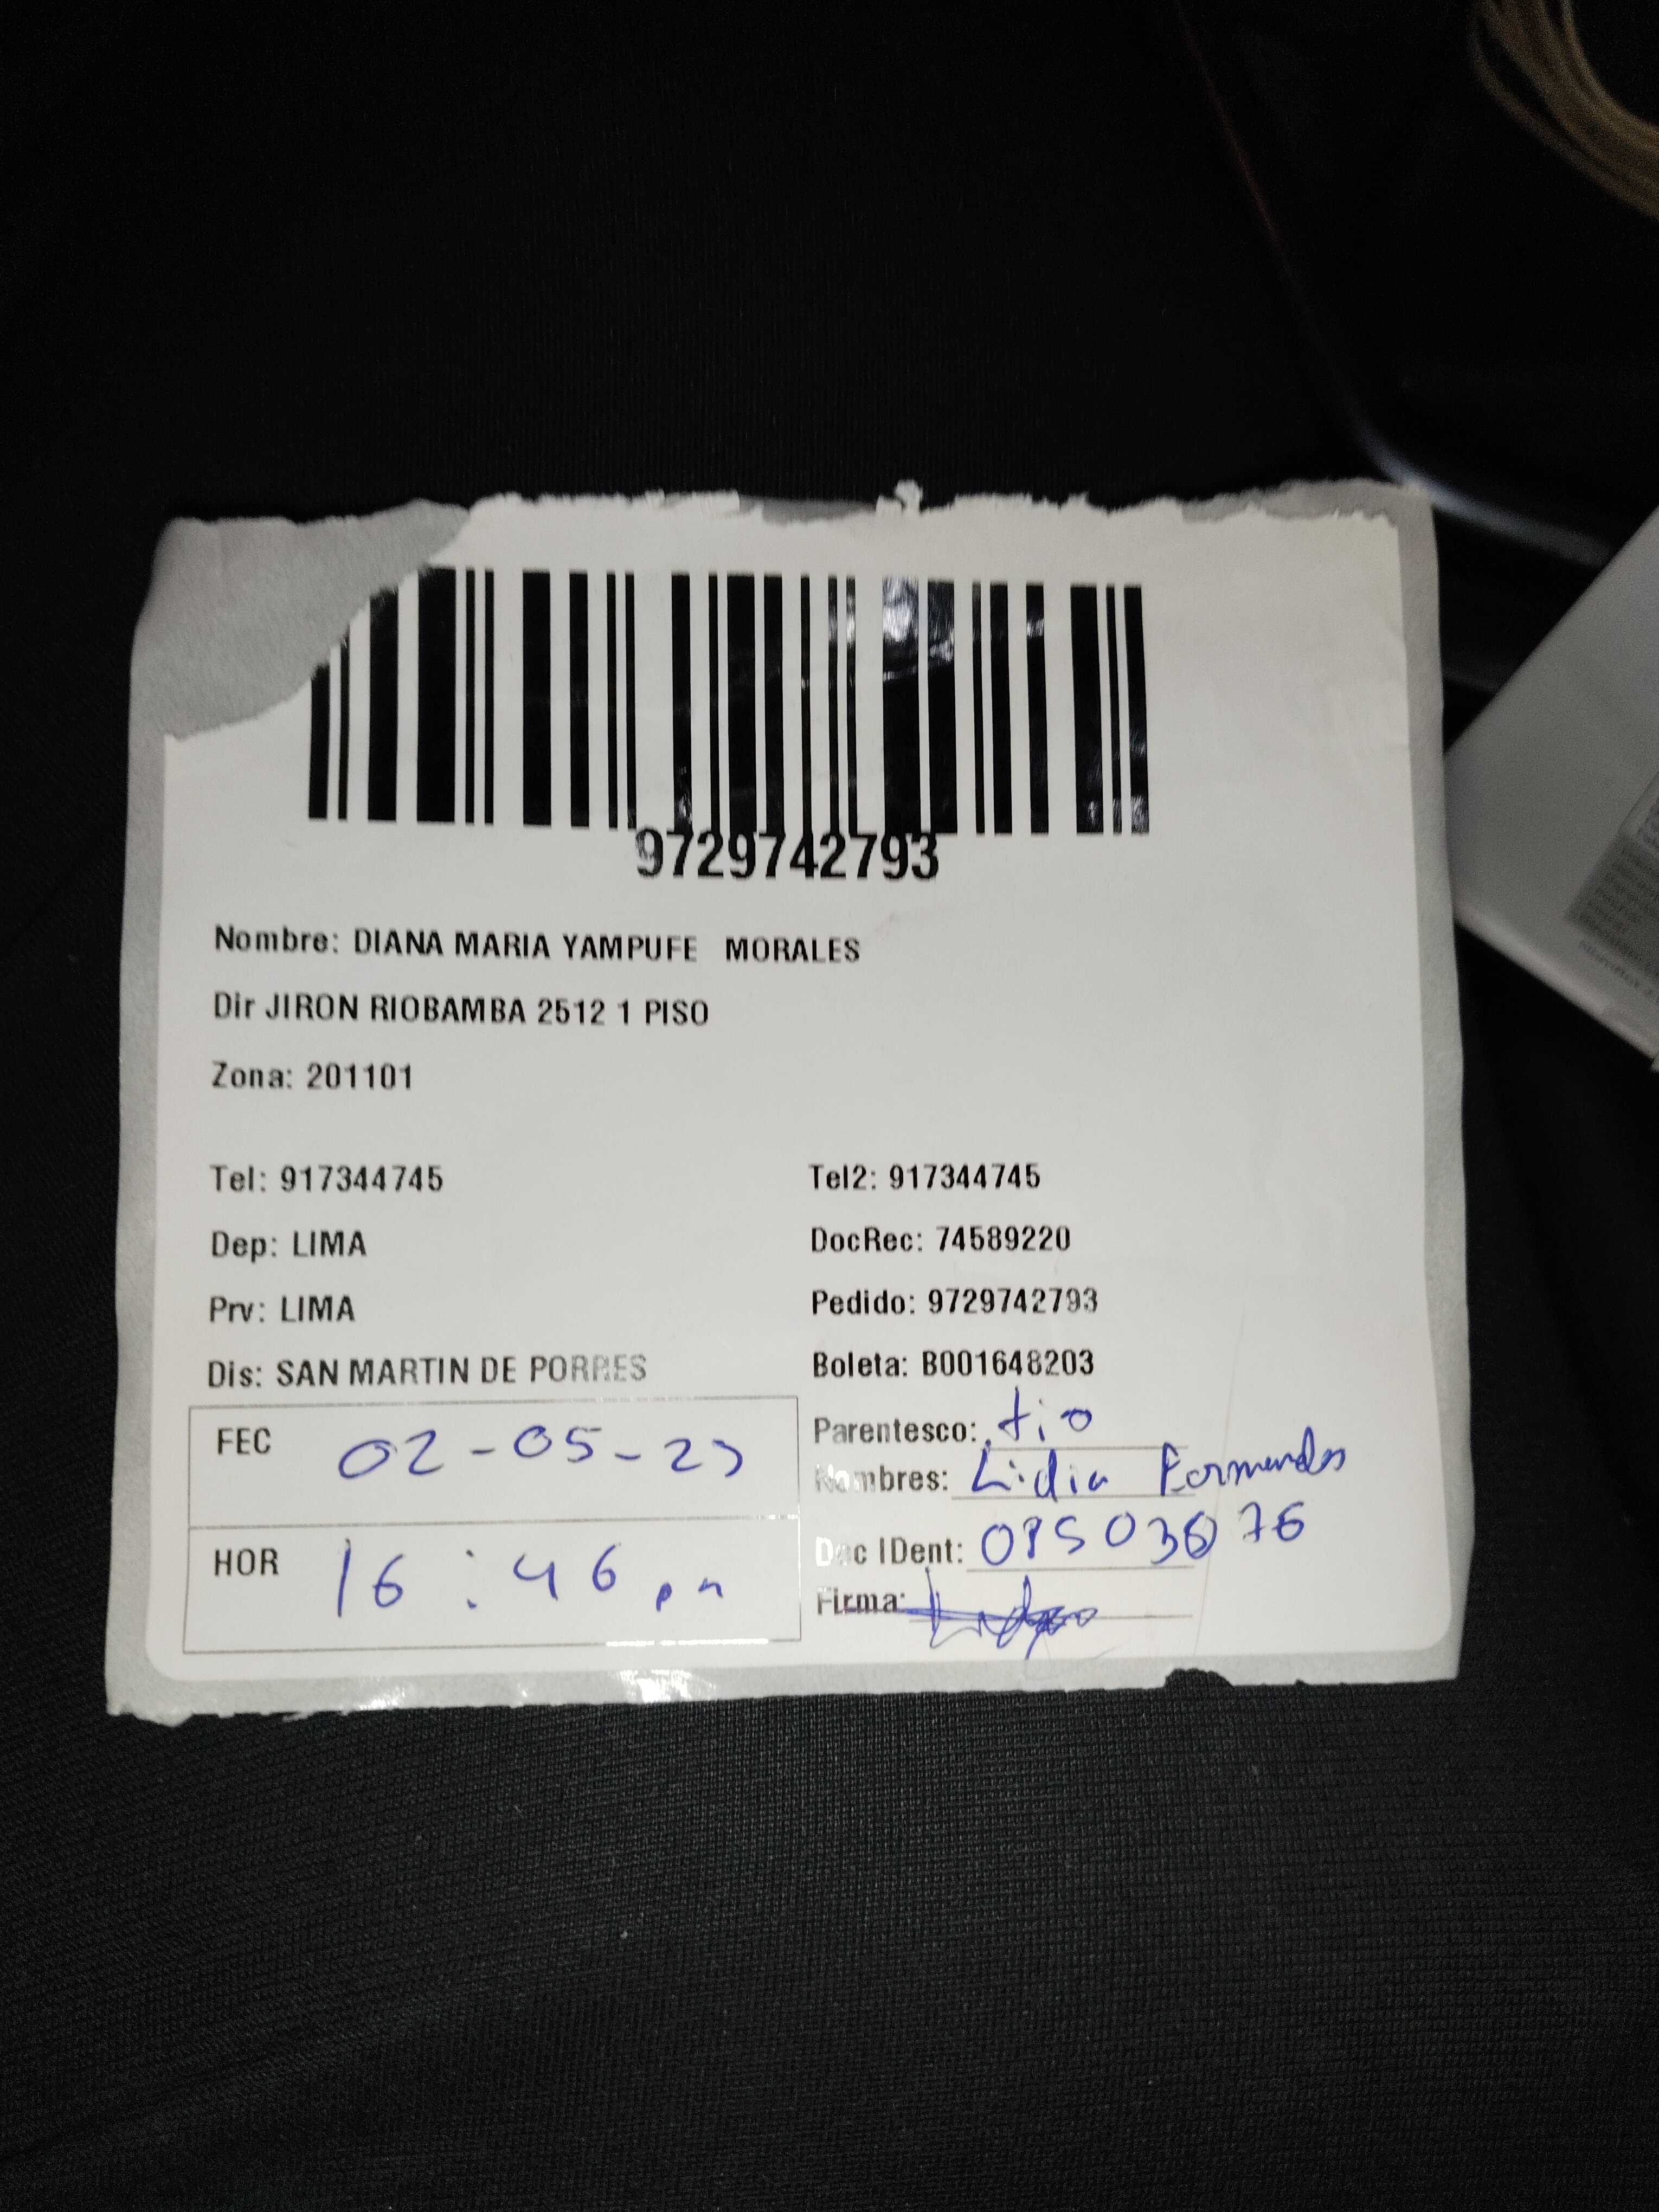 9729742793
Nombre: DIANA MARIA YAMPUFE MORALES
Dir JIRON RIOBAMBA 2512 1 PISO
Zona: 201101
Tel: 917344745
Tel2: 917344745
Dep: LIMA
DocRec: 74589220
Prv: LIMA
Pedido: 9729742793
Dis: SAN MARTIN DE PORRES
Boleta: B001648203
FEC 02-05-23
Parentesco: tio
Nombres: Lidia
HOR 16:46 pm
Doc IDent:
Firma: